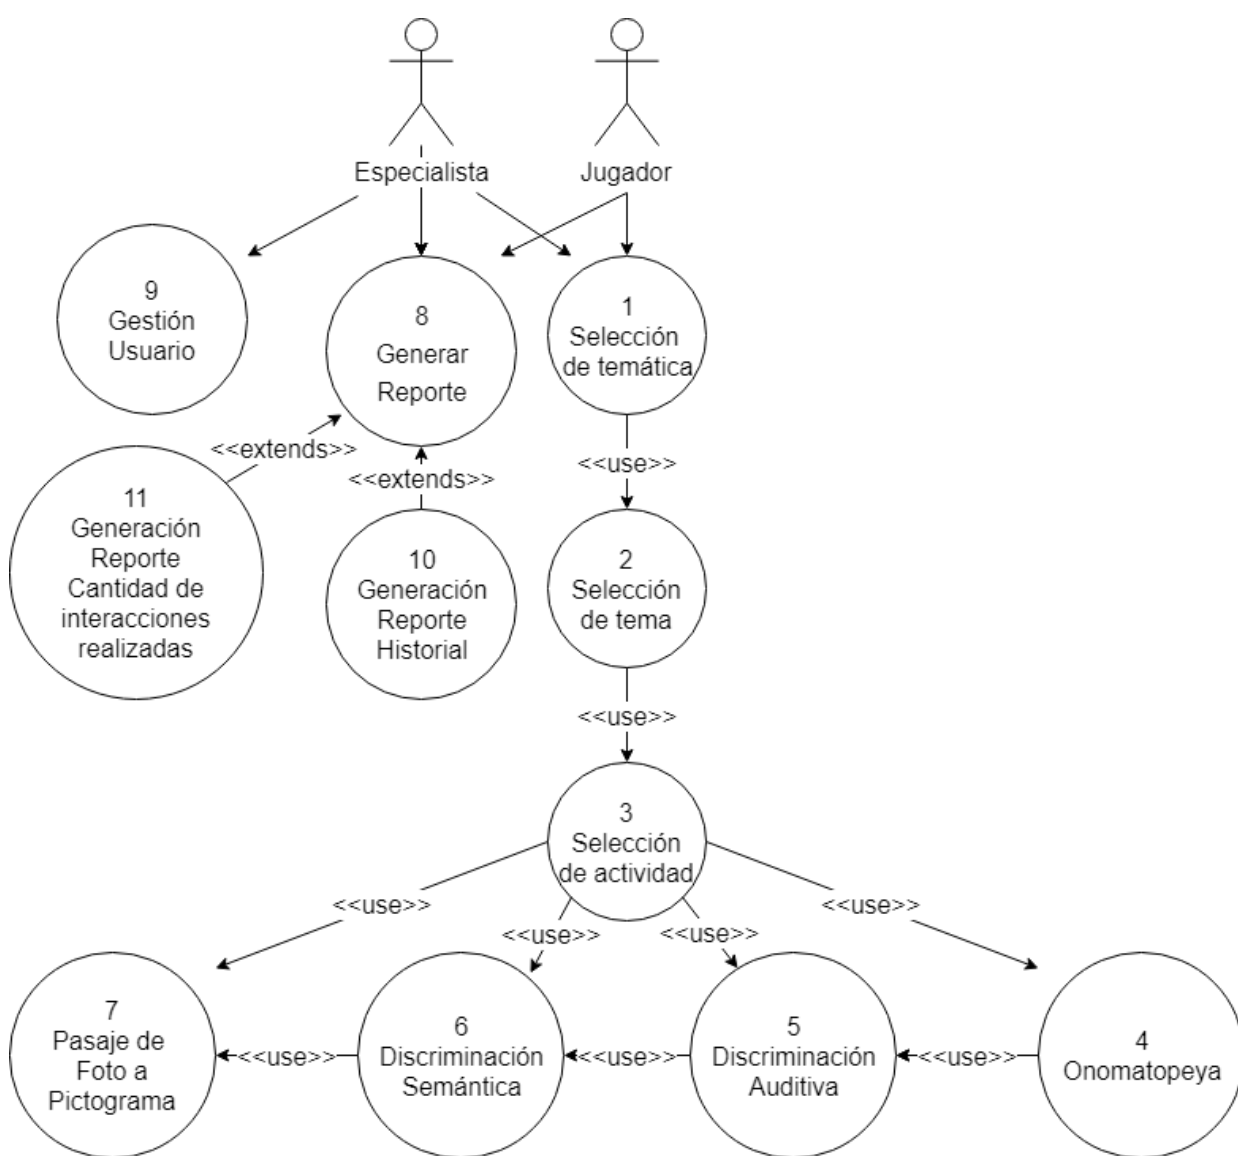 Especialista
Jugador
9
Gestión
Usuario
8
Generar
Reporte
1
Selección
de temática
<<extends>>
<<extends>>
<<use>>
11
Generación
Reporte
Cantidad de
interacciones
realizadas
10
Generación
Reporte
Historial
2
Selección
de tema
<<use>>
3
Selección
de actividad
<<use>>
<<use>>
<<use>>
<<use>>
7
Pasaje de
Foto a
Pictograma
<<use>>
6
Discriminación
Semántica
<<use>>
5
Discriminación
Auditiva
<<use>>
4
Onomatopeya